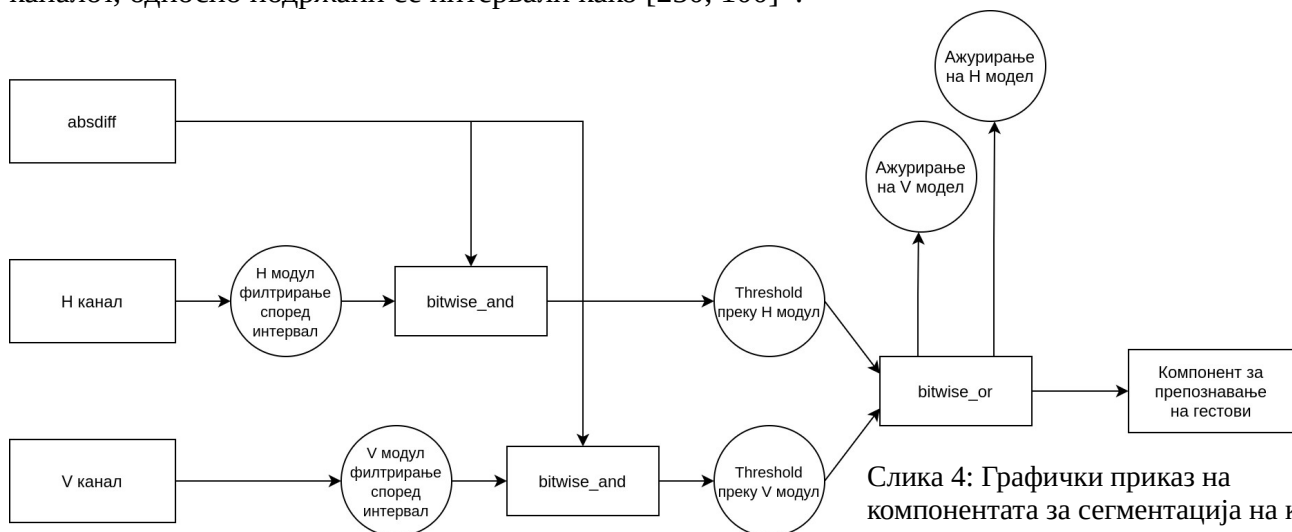 absdiff
Ажурирање
на H модел
Ажурирање
на V модел
H канал
H модул
филтрирање
според
интервал
bitwise_and
Threshold
преку H модул
bitwise_or
Компонент за
препознавање
на гестови
V канал
V модул
филтрирање
според
интервал
bitwise_and
Threshold
преку V модул
Слика 4: Графички приказ на
компонентата за сегментација на